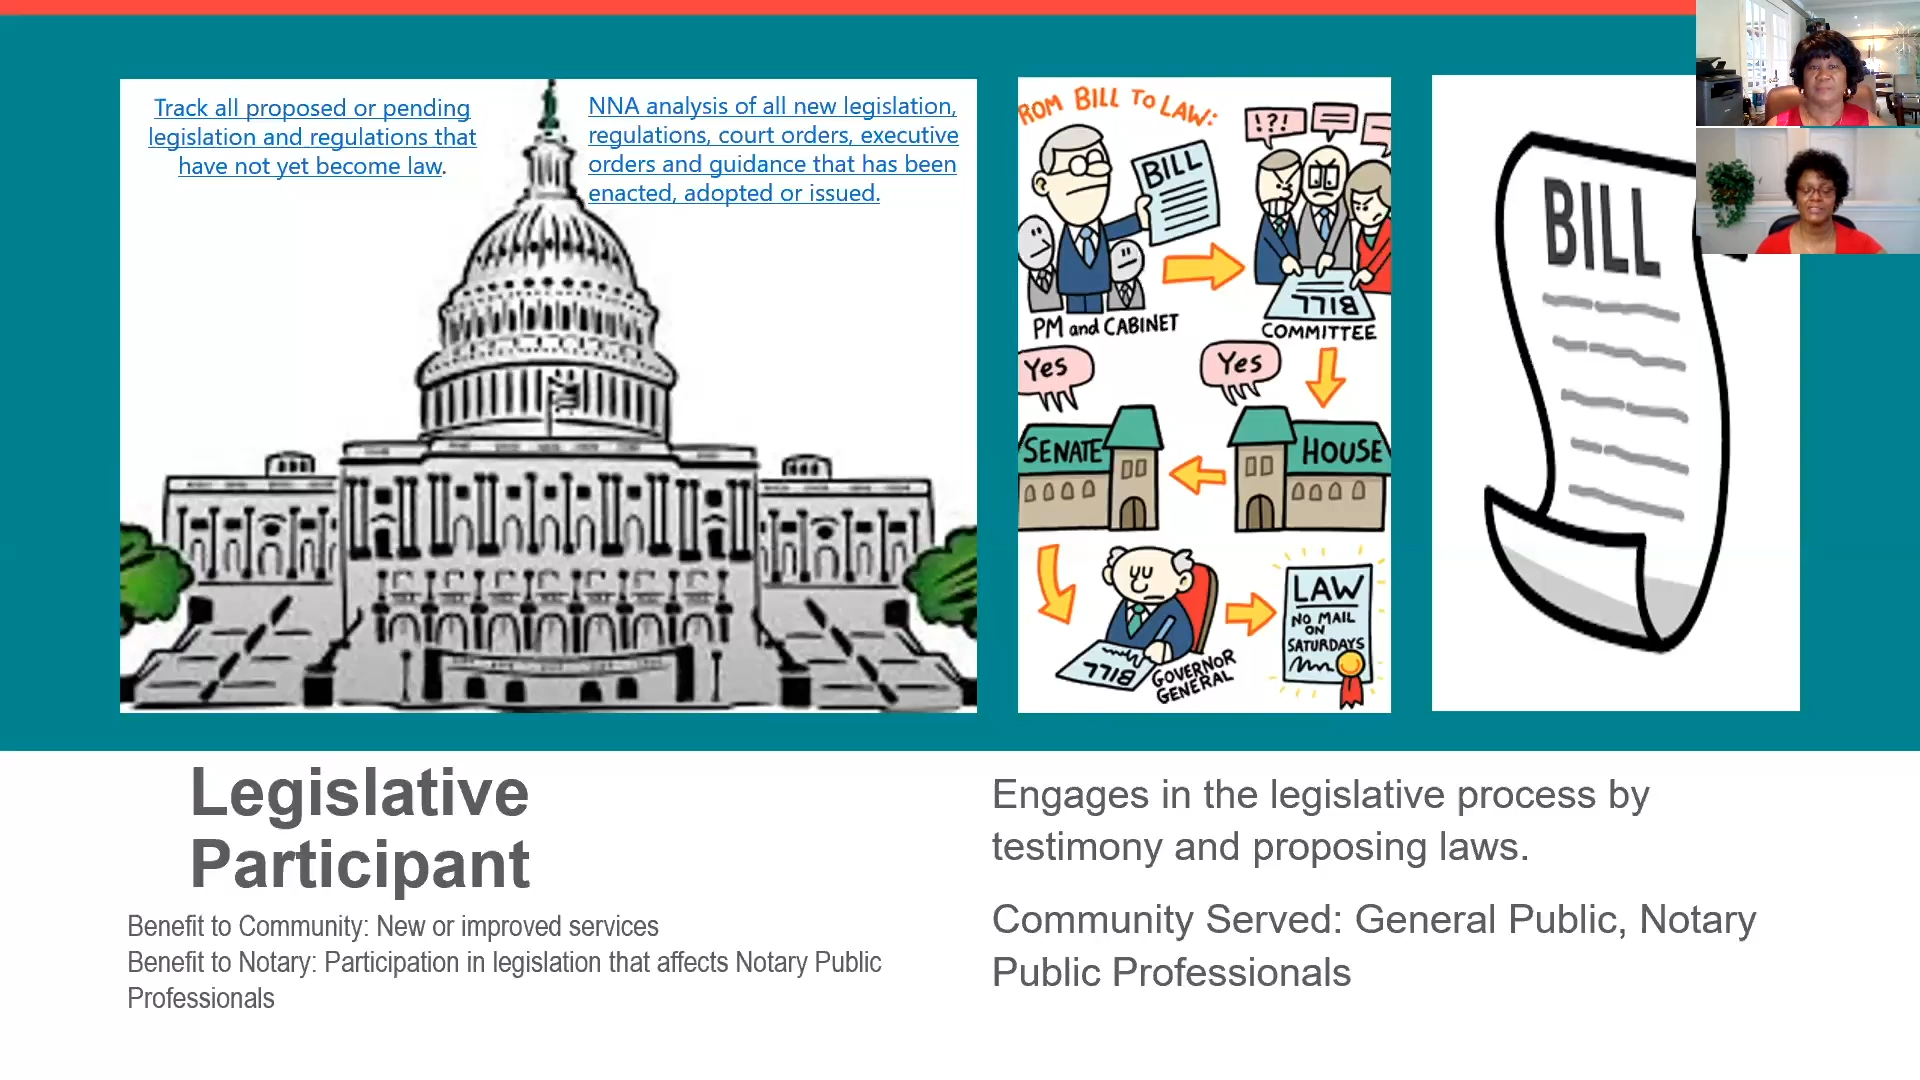 Track all proposed or pending
legislation and regulations that
have not yet become law.
NNA analysis of all new legislation,
regulations, court orders, executive
orders and guidance that has been
enacted, adopted or issued.
ROM BILL TO LAW:
BILL
!?!
PM and CABINET
BILL
COMMITTEE
Yes
Yes
SENATE
HOUSE
BILL
GOVERNOR
GENERAL
LAW
NO MAIL
ON
SATURDAYS
BILL
Legislative
Participant
Benefit to Community: New or improved services
Benefit to Notary: Participation in legislation that affects Notary Public
Professionals
Engages in the legislative process by
testimony and proposing laws.
Community Served: General Public, Notary
Public Professionals